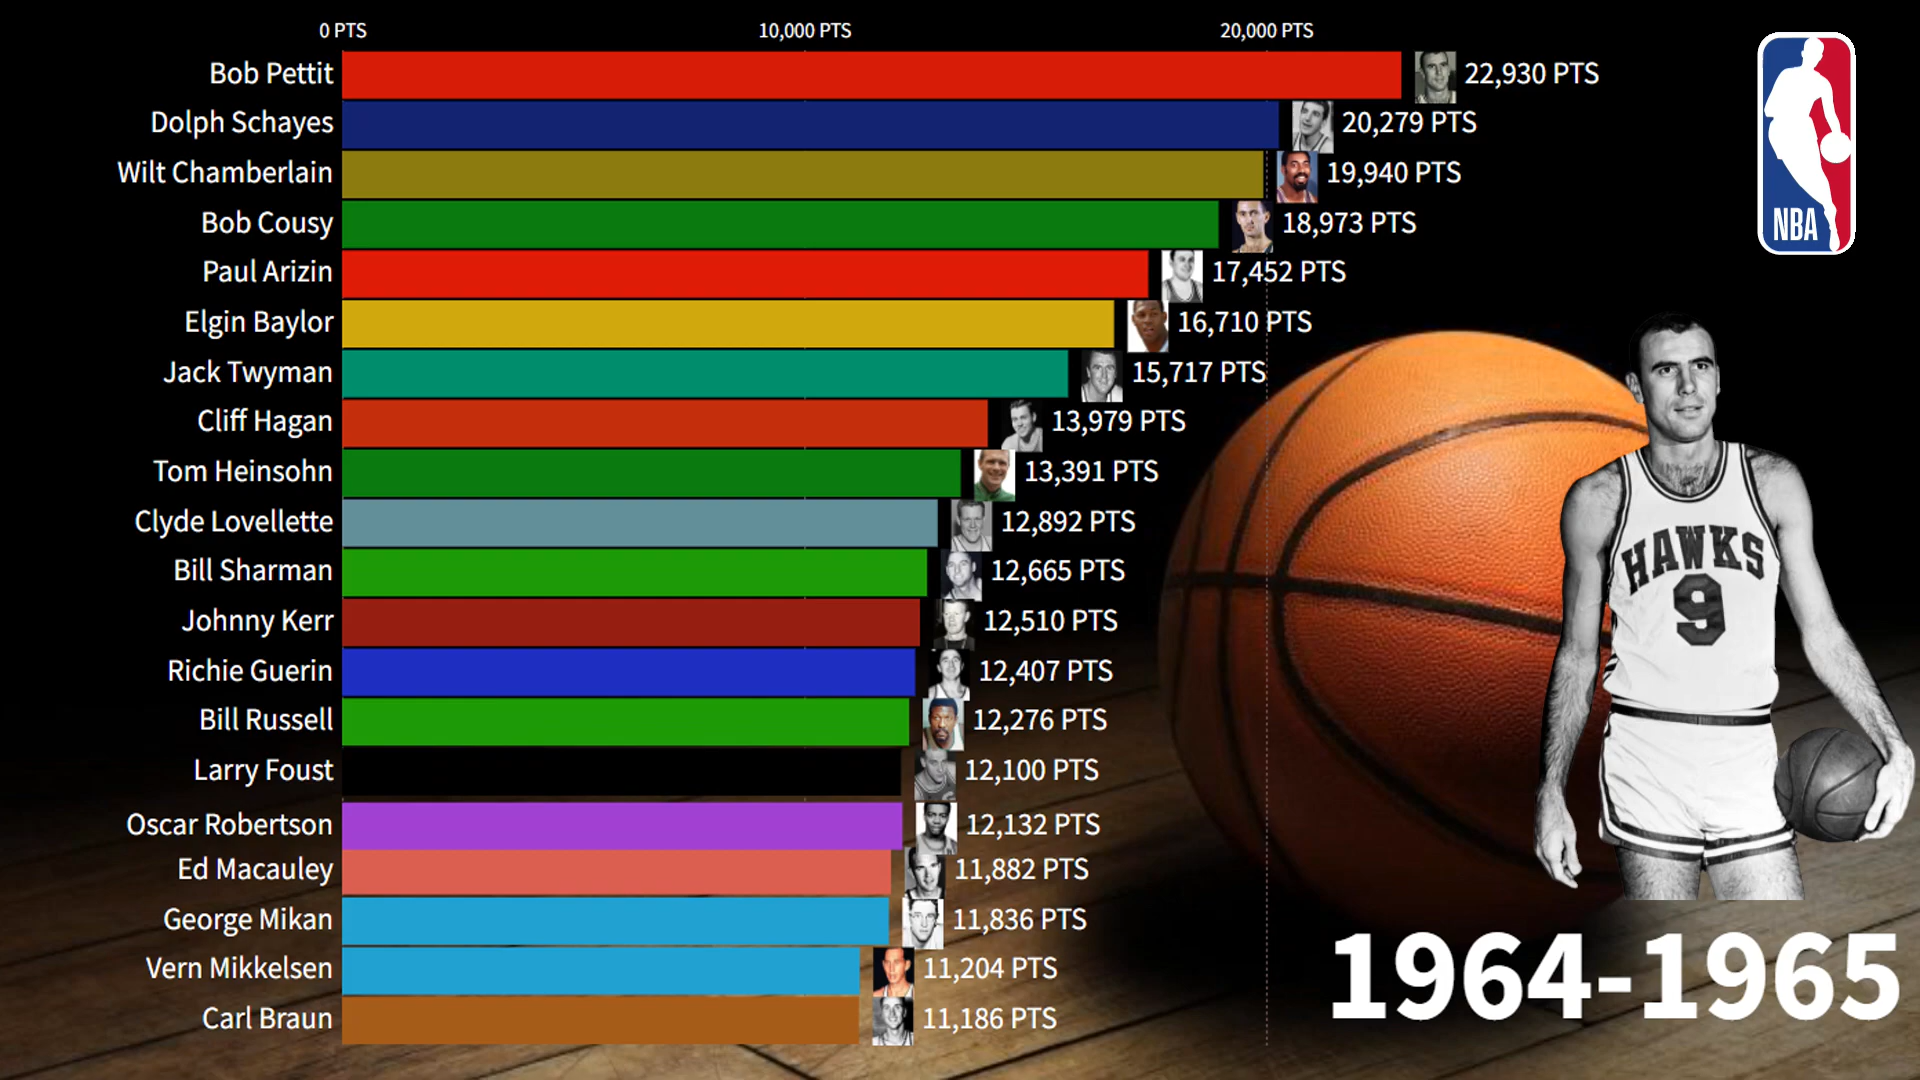 0 PTS 10,000 PTS 20,000 PTS
Bob Pettit 22,930 PTS
Dolph Schayes 20,279 PTS
Wilt Chamberlain 19,940 PTS
Bob Cousy 18,973 PTS
Paul Arizin 17,452 PTS
Elgin Baylor 16,710 PTS
Jack Twyman 15,717 PTS
Cliff Hagan 13,979 PTS
Tom Heinsohn 13,391 PTS
Clyde Lovellette 12,892 PTS
Bill Sharman 12,665 PTS
Johnny Kerr 12,510 PTS
Richie Guerin 12,407 PTS
Bill Russell 12,276 PTS
Larry Foust 12,100 PTS
Oscar Robertson 12,132 PTS
Ed Macauley 11,882 PTS
George Mikan 11,836 PTS
Vern Mikkelsen 11,204 PTS
Carl Braun 11,186 PTS
NBA
HAWKS
9
1964-1965